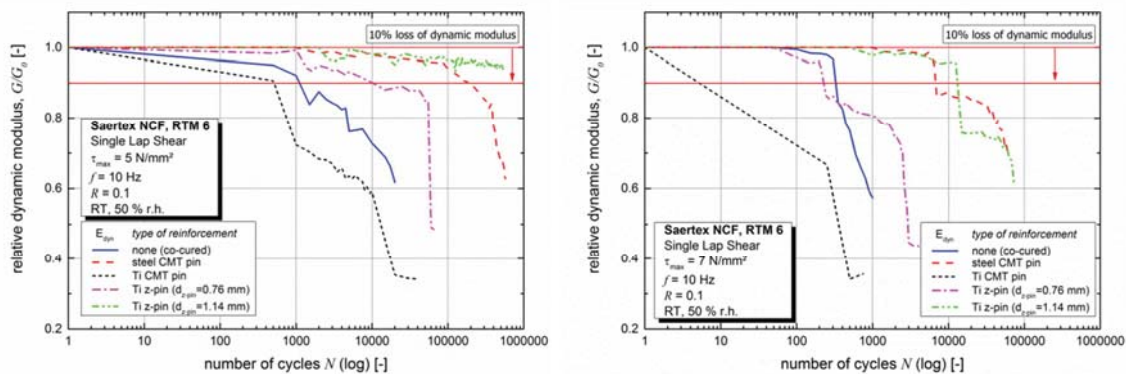 10% loss of dynamic modulus
1.0
0.8
0.6
0.4
0.2
relative dynamic modulus, G/G₀ [-]
Saertex NCF, RTM 6
Single Lap Shear
τmax = 5 N/mm²
f = 10 Hz
R = 0.1
RT, 50 % r.h.
Edyn type of reinforcement
none (co-cured)
steel CMT pin
Ti CMT pin
Ti z-pin (dz-pin=0.76 mm)
Ti z-pin (dz-pin=1.14 mm)
1 10 100 1000 10000 100000 1000000
number of cycles N (log) [-]
10% loss of dynamic modulus
1.0
0.8
0.6
0.4
0.2
relative dynamic modulus, G/G₀ [-]
Saertex NCF, RTM 6
Single Lap Shear
τmax = 7 N/mm²
f = 10 Hz
R = 0.1
RT, 50 % r.h.
Edyn type of reinforcement
none (co-cured)
steel CMT pin
Ti CMT pin
Ti z-pin (dz-pin=0.76 mm)
Ti z-pin (dz-pin=1.14 mm)
1 10 100 1000 10000 100000 1000000
number of cycles N (log) [-]